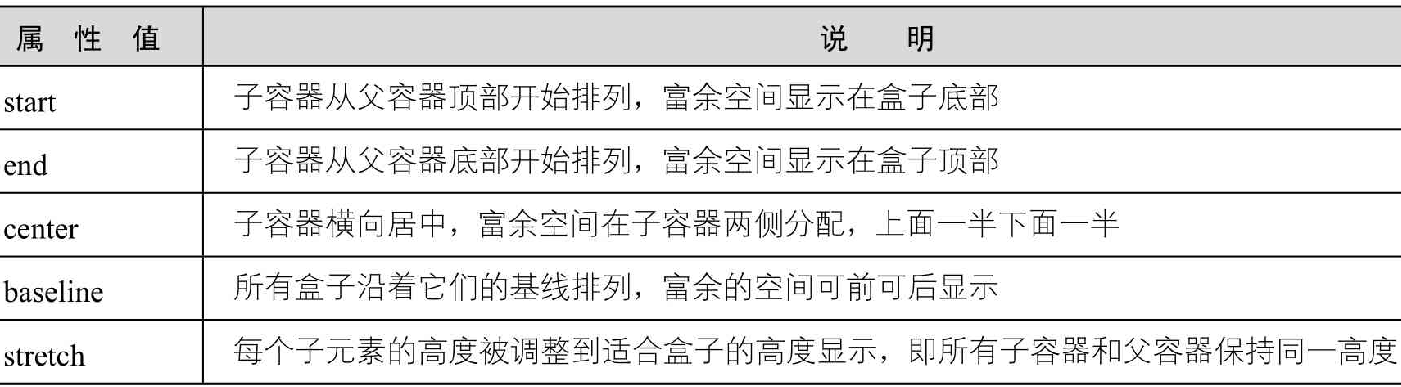 属 性 值 说 明
start 子容器从父容器顶部开始排列，富余空间显示在盒子底部
end 子容器从父容器底部开始排列，富余空间显示在盒子顶部
center 子容器横向居中，富余空间在子容器两侧分配，上面一半下面一半
baseline 所有盒子沿着它们的基线排列，富余的空间可前可后显示
stretch 每个子元素的高度被调整到适合盒子的高度显示，即所有子容器和父容器保持同一高度